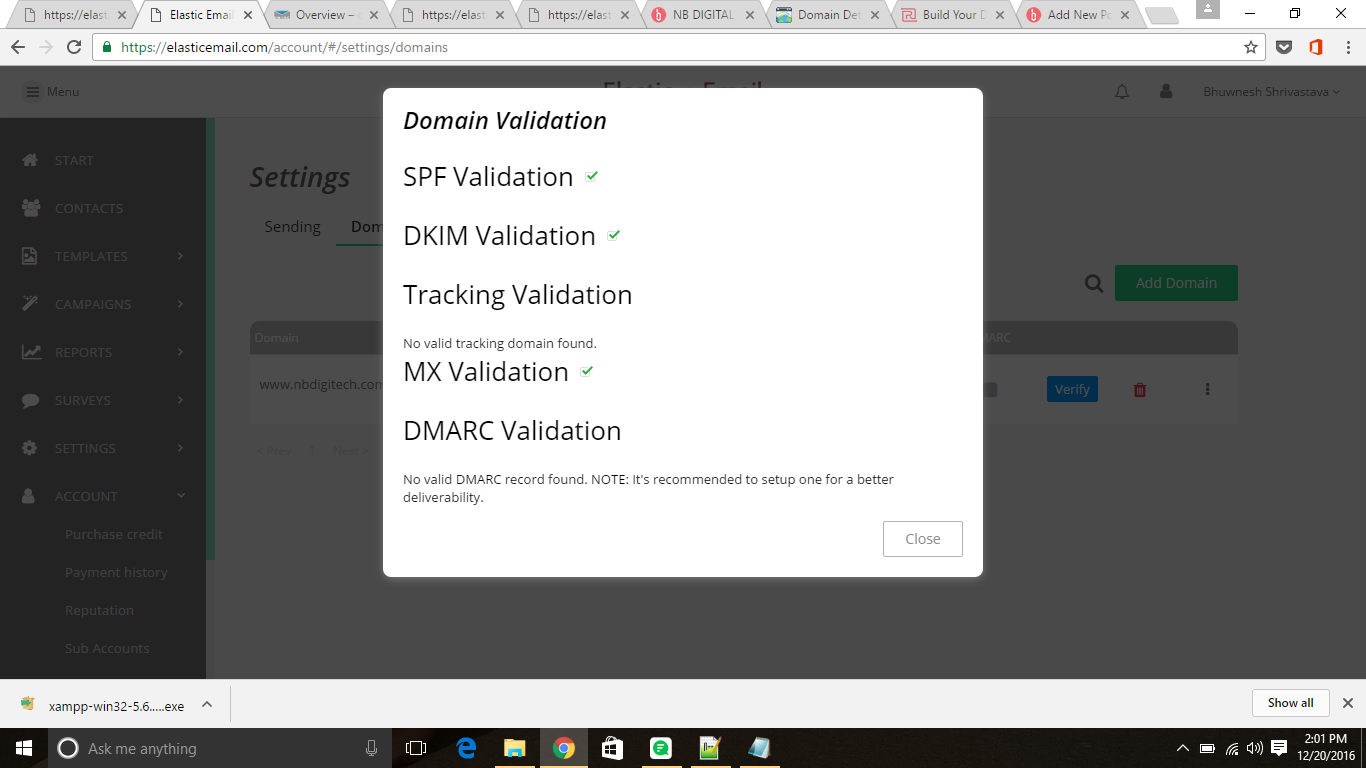 https://elast
Elastic Email
Overview –
https://elast
https://elast
NB DIGITAL
Domain Det
Build Your D
Add New Po
https://elasticemail.com/account/#/settings/domains
Menu
Bhuwnesh Shrivastava
START
CONTACTS
TEMPLATES
CAMPAIGNS
REPORTS
SURVEYS
SETTINGS
ACCOUNT
Purchase credit
Payment history
Reputation
Sub Accounts
Settings
Sending
Dom
Add Domain
Domain
MARC
www.nbdigitech.com
Verify
< Prev 1 Next >
Domain Validation
SPF Validation
DKIM Validation
Tracking Validation
No valid tracking domain found.
MX Validation
DMARC Validation
No valid DMARC record found. NOTE: It's recommended to setup one for a better
deliverability.
Close
xampp-win32-5.6.....exe
Show all
Ask me anything
2:01 PM
12/20/2016